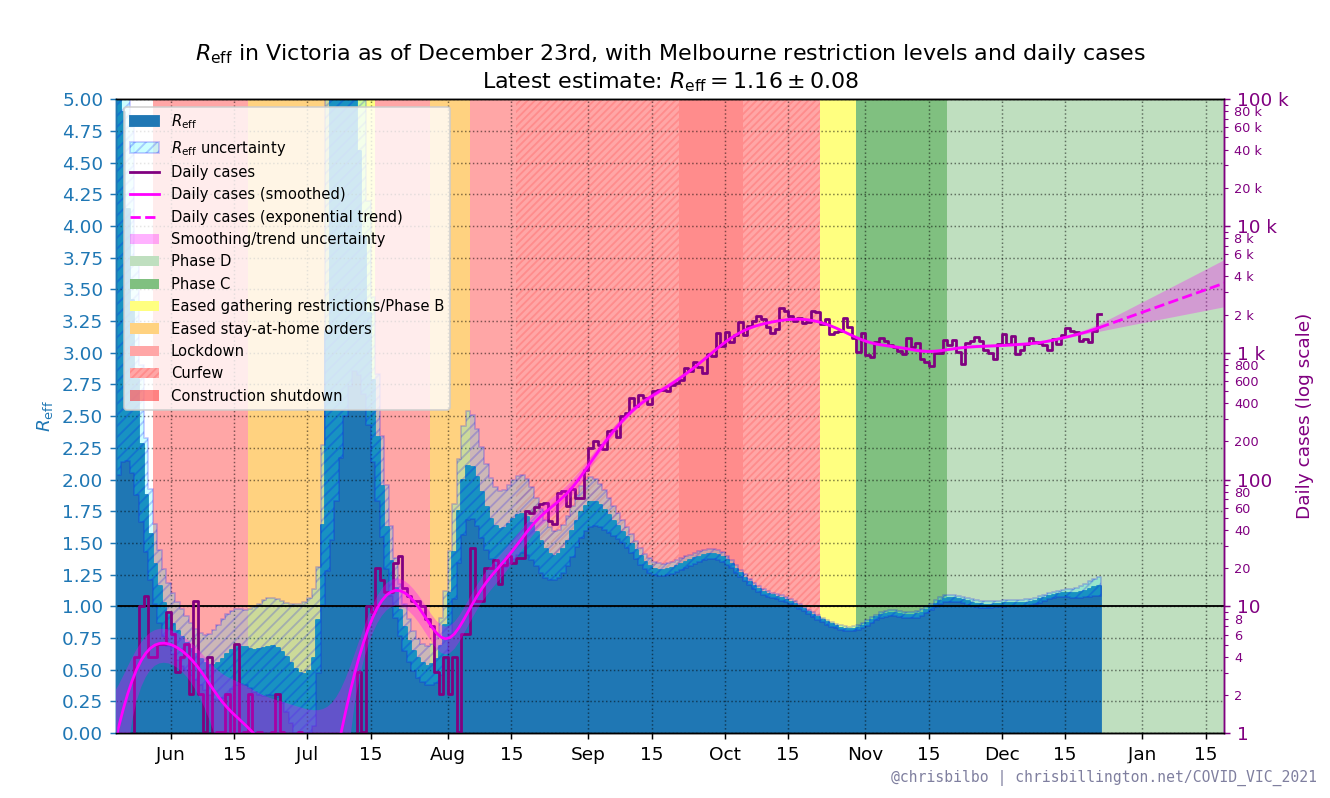 Reff in Victoria as of December 23rd, with Melbourne restriction levels and daily cases
Latest estimate: Reff = 1.16 ± 0.08
5.00
4.75
4.50
4.25
4.00
3.75
3.50
3.25
3.00
2.75
2.50
2.25
2.00
1.75
1.50
1.25
1.00
0.75
0.50
0.25
0.00
Reff
Reff
Reff uncertainty
Daily cases
Daily cases (smoothed)
Daily cases (exponential trend)
Smoothing/trend uncertainty
Phase D
Phase C
Eased gathering restrictions/Phase B
Eased stay-at-home orders
Lockdown
Curfew
Construction shutdown
100 k
80 k
60 k
40 k
20 k
10 k
8 k
6 k
4 k
2 k
1 k
800
600
400
200
100
80
60
40
20
10
8
6
4
2
1
Daily cases (log scale)
Jun 15 Jul 15 Aug 15 Sep 15 Oct 15 Nov 15 Dec 15 Jan 15
@chrisbilbo | chrisbillington.net/COVID_VIC_2021